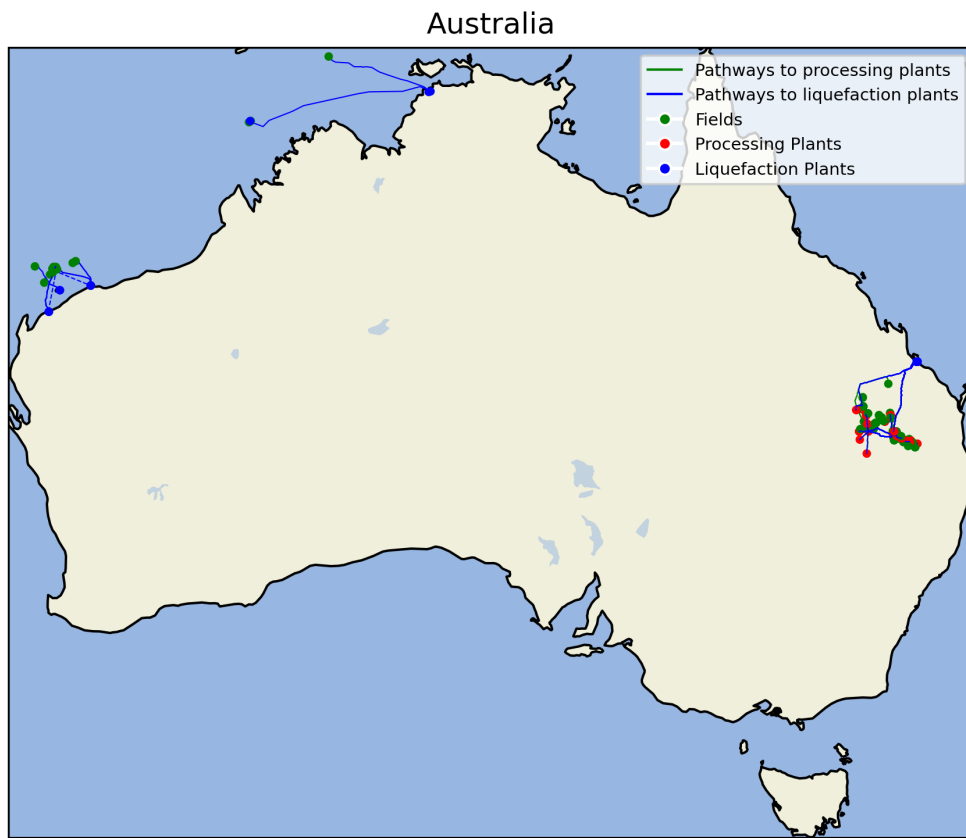 Australia
Pathways to processing plants
Pathways to liquefaction plants
Fields
Processing Plants
Liquefaction Plants